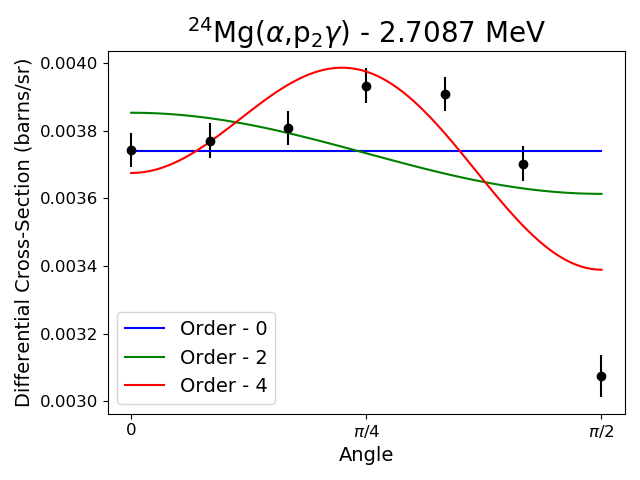 ²⁴Mg(α,p₂γ) - 2.7087 MeV
Differential Cross-Section (barns/sr)
0.0040
0.0038
0.0036
0.0034
0.0032
0.0030
Order - 0
Order - 2
Order - 4
0 π/4 π/2
Angle